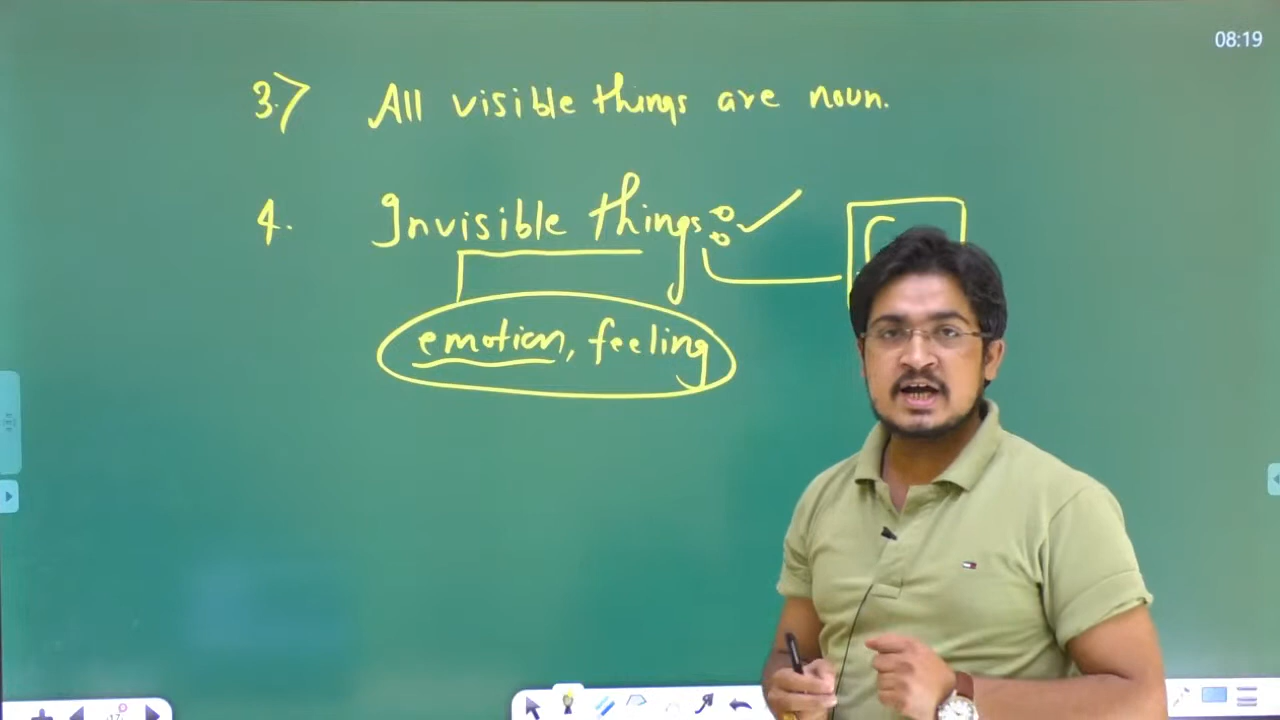 08:19
3.> All visible things are noun.
4. Invisible things :
emotion, feeling